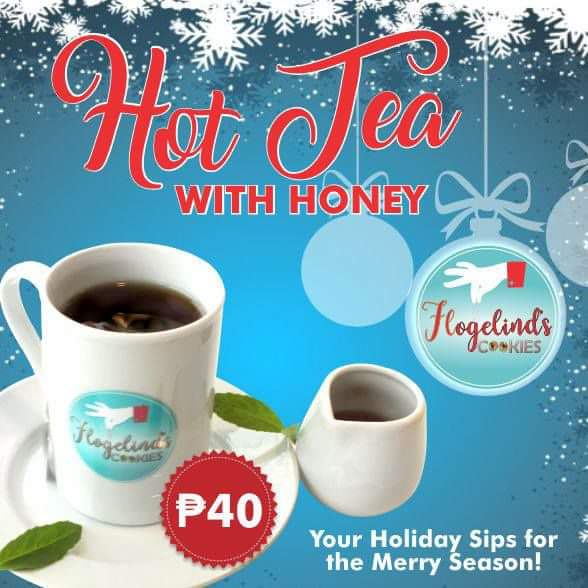 Hot Tea
WITH HONEY
Flogelind's
COOKIES
Flogelind's
COOKIES
₱40
Your Holiday Sips for
the Merry Season!